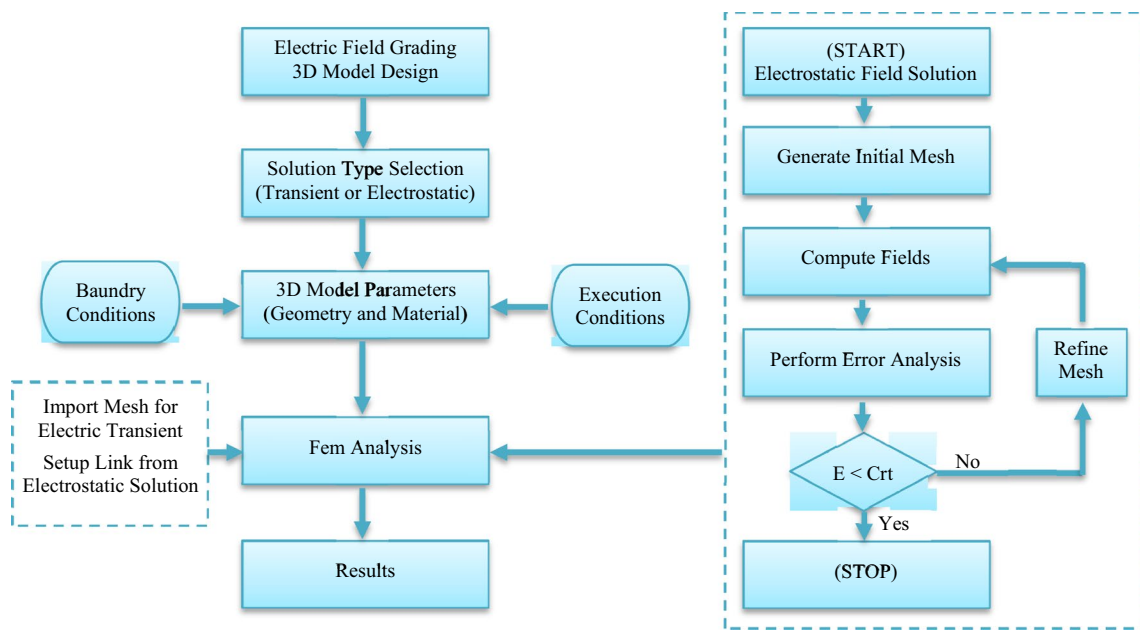 Electric Field Grading
3D Model Design
Solution Type Selection
(Transient or Electrostatic)
Baundry
Conditions
3D Model Parameters
(Geometry and Material)
Execution
Conditions
Import Mesh for
Electric Transient
Setup Link from
Electrostatic Solution
Fem Analysis
Results
(START)
Electrostatic Field Solution
Generate Initial Mesh
Compute Fields
Perform Error Analysis
Refine
Mesh
E < Crt
No
Yes
(STOP)